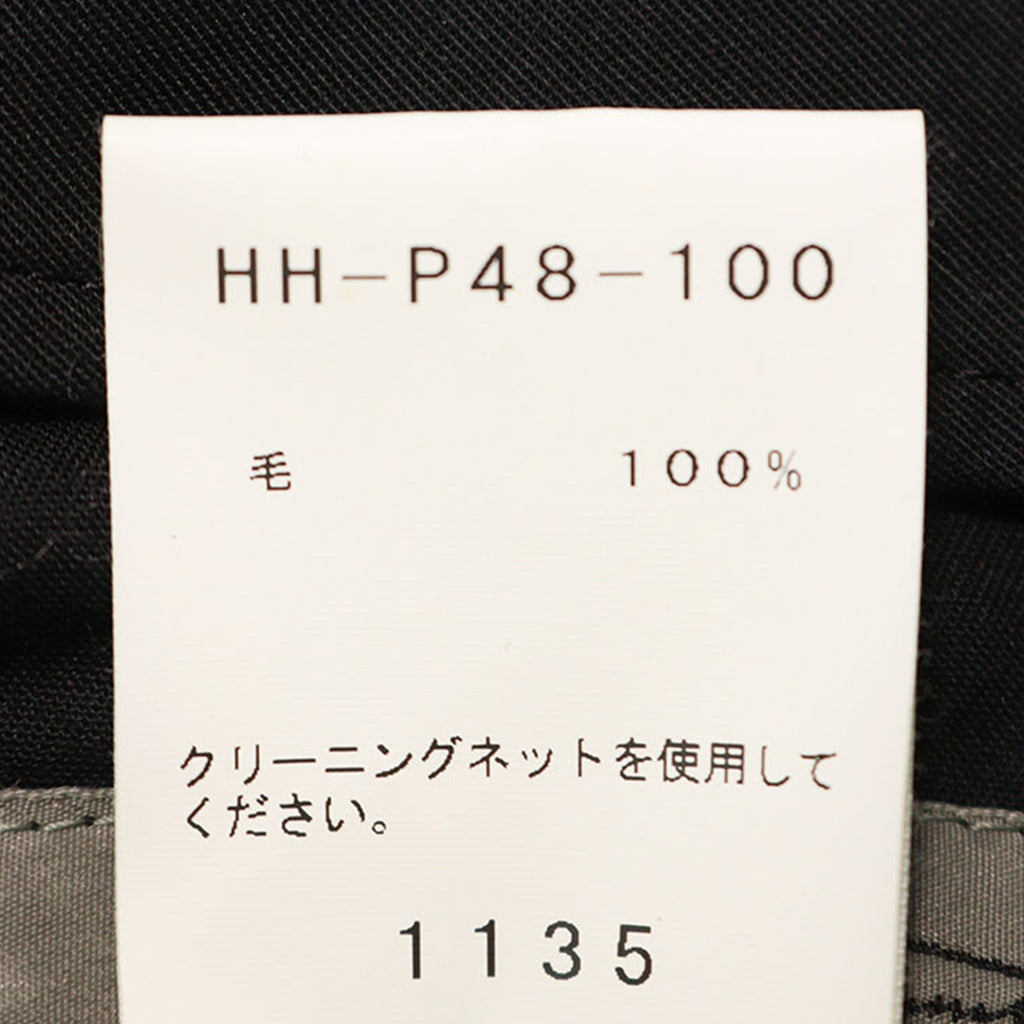 HH-P48-100
毛 100%
クリーニングネットを使用して
ください。
1135